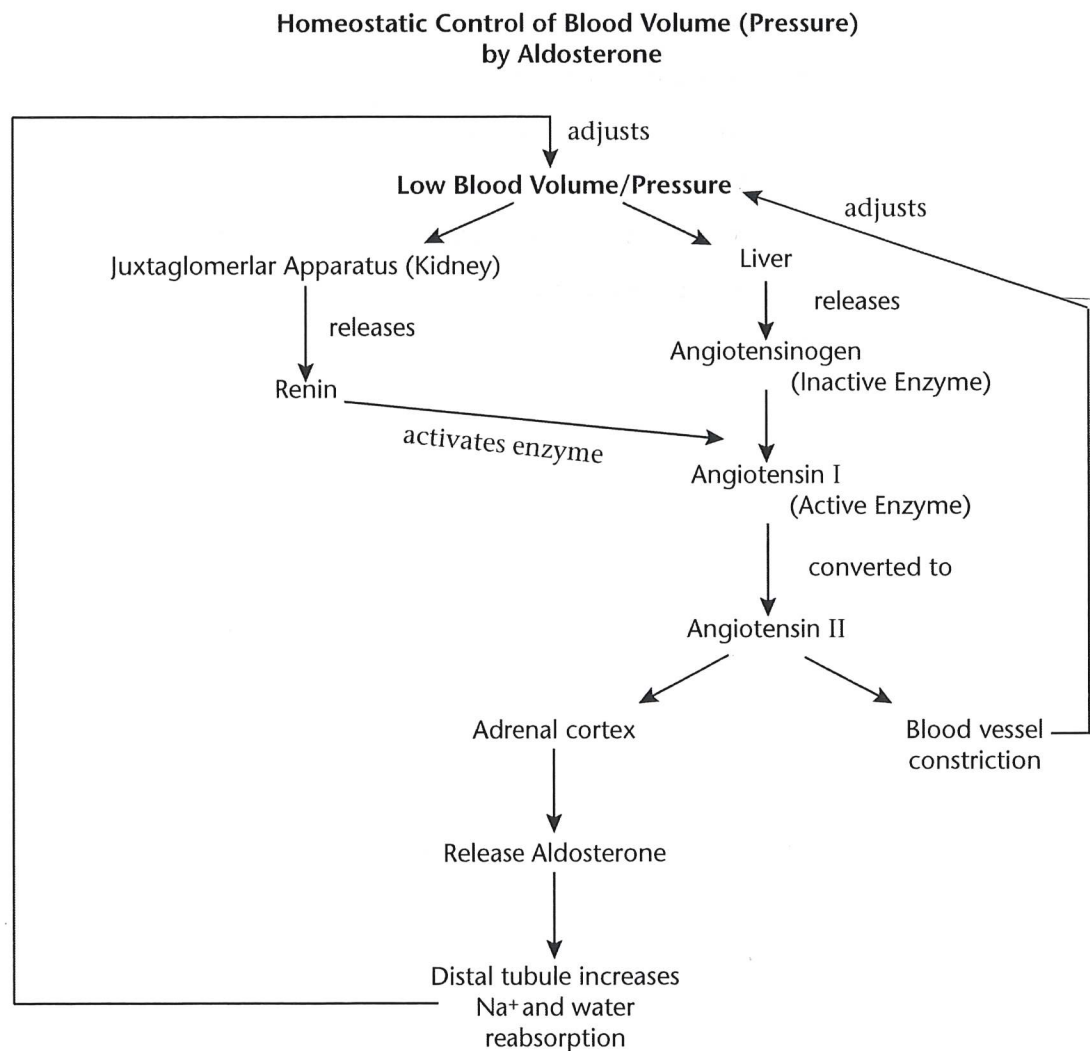 Homeostatic Control of Blood Volume (Pressure)
by Aldosterone
adjusts
Low Blood Volume/Pressure
adjusts
Juxtaglomerlar Apparatus (Kidney)
Liver
releases
releases
Angiotensinogen
(Inactive Enzyme)
Renin
activates enzyme
Angiotensin I
(Active Enzyme)
converted to
Angiotensin II
Adrenal cortex
Blood vessel
constriction
Release Aldosterone
Distal tubule increases
Na⁺ and water
reabsorption